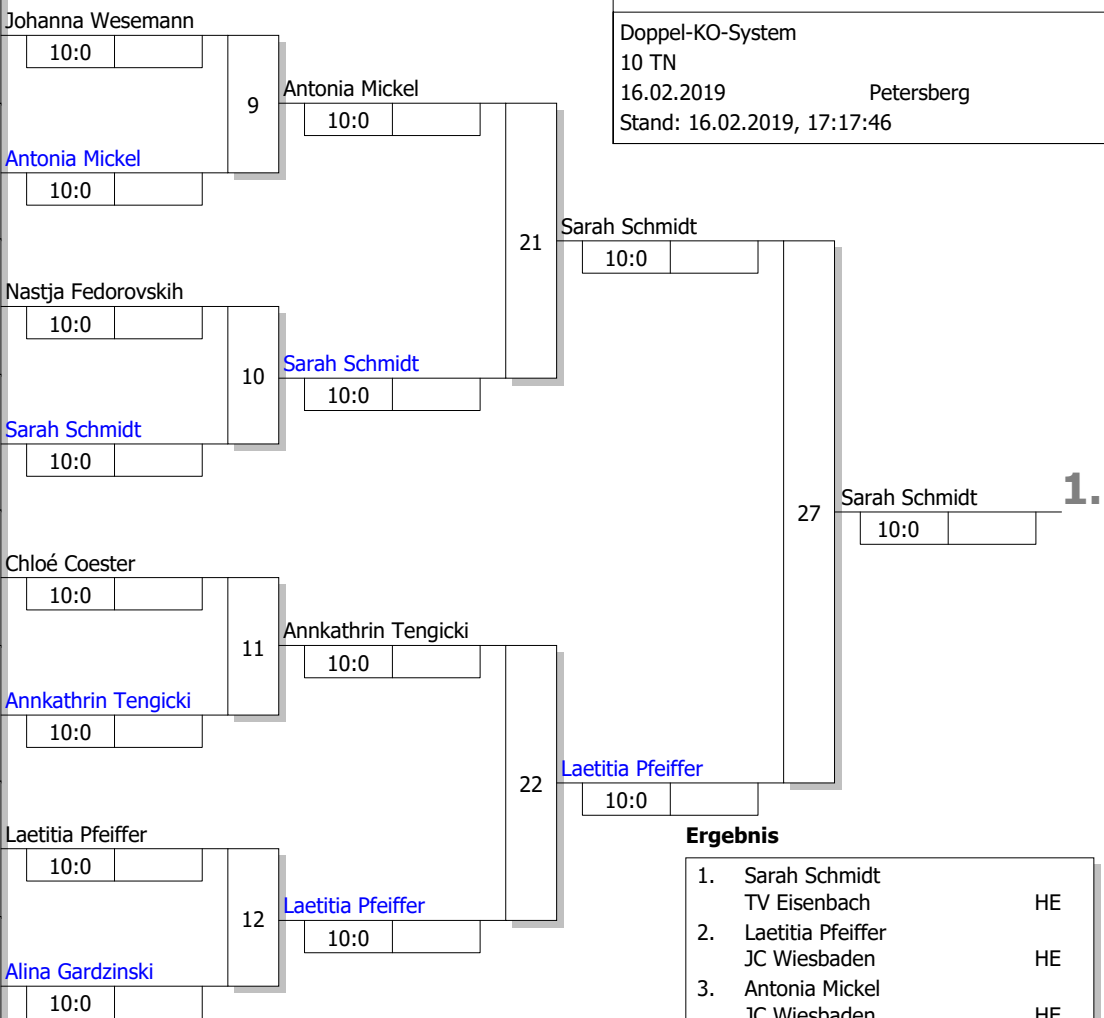 Doppel-KO-System
10 TN
16.02.2019 Petersberg
Stand: 16.02.2019, 17:17:46
Johanna Wesemann
10:0
9
Antonia Mickel
10:0
Antonia Mickel
10:0
21
Sarah Schmidt
10:0
Nastja Fedorovskih
10:0
10
Sarah Schmidt
10:0
Sarah Schmidt
10:0
27
Sarah Schmidt
1.
10:0
Chloé Coester
10:0
11
Annkathrin Tengicki
10:0
Annkathrin Tengicki
10:0
22
Laetitia Pfeiffer
10:0
Laetitia Pfeiffer
10:0
12
Laetitia Pfeiffer
10:0
Alina Gardzinski
10:0
Ergebnis
1. Sarah Schmidt
TV Eisenbach HE
2. Laetitia Pfeiffer
JC Wiesbaden HE
3. Antonia Mickel
JC Wiesbaden HE